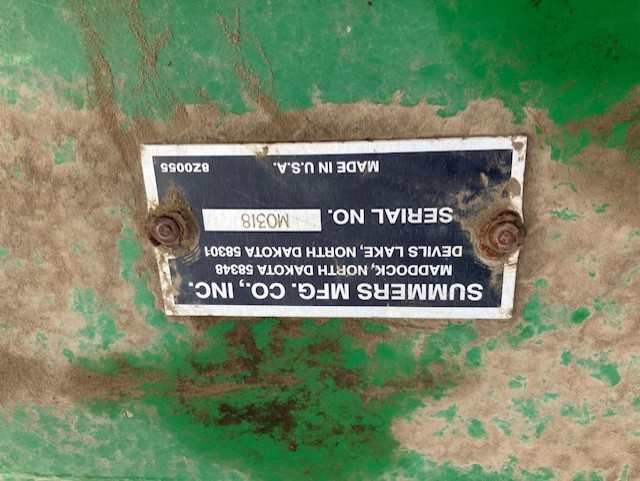 SUMMERS MFG. CO., INC.
MADDOCK, NORTH DAKOTA 58348
DEVILS LAKE, NORTH DAKOTA 58301
SERIAL NO. M0318
MADE IN U.S.A. 8Z0055